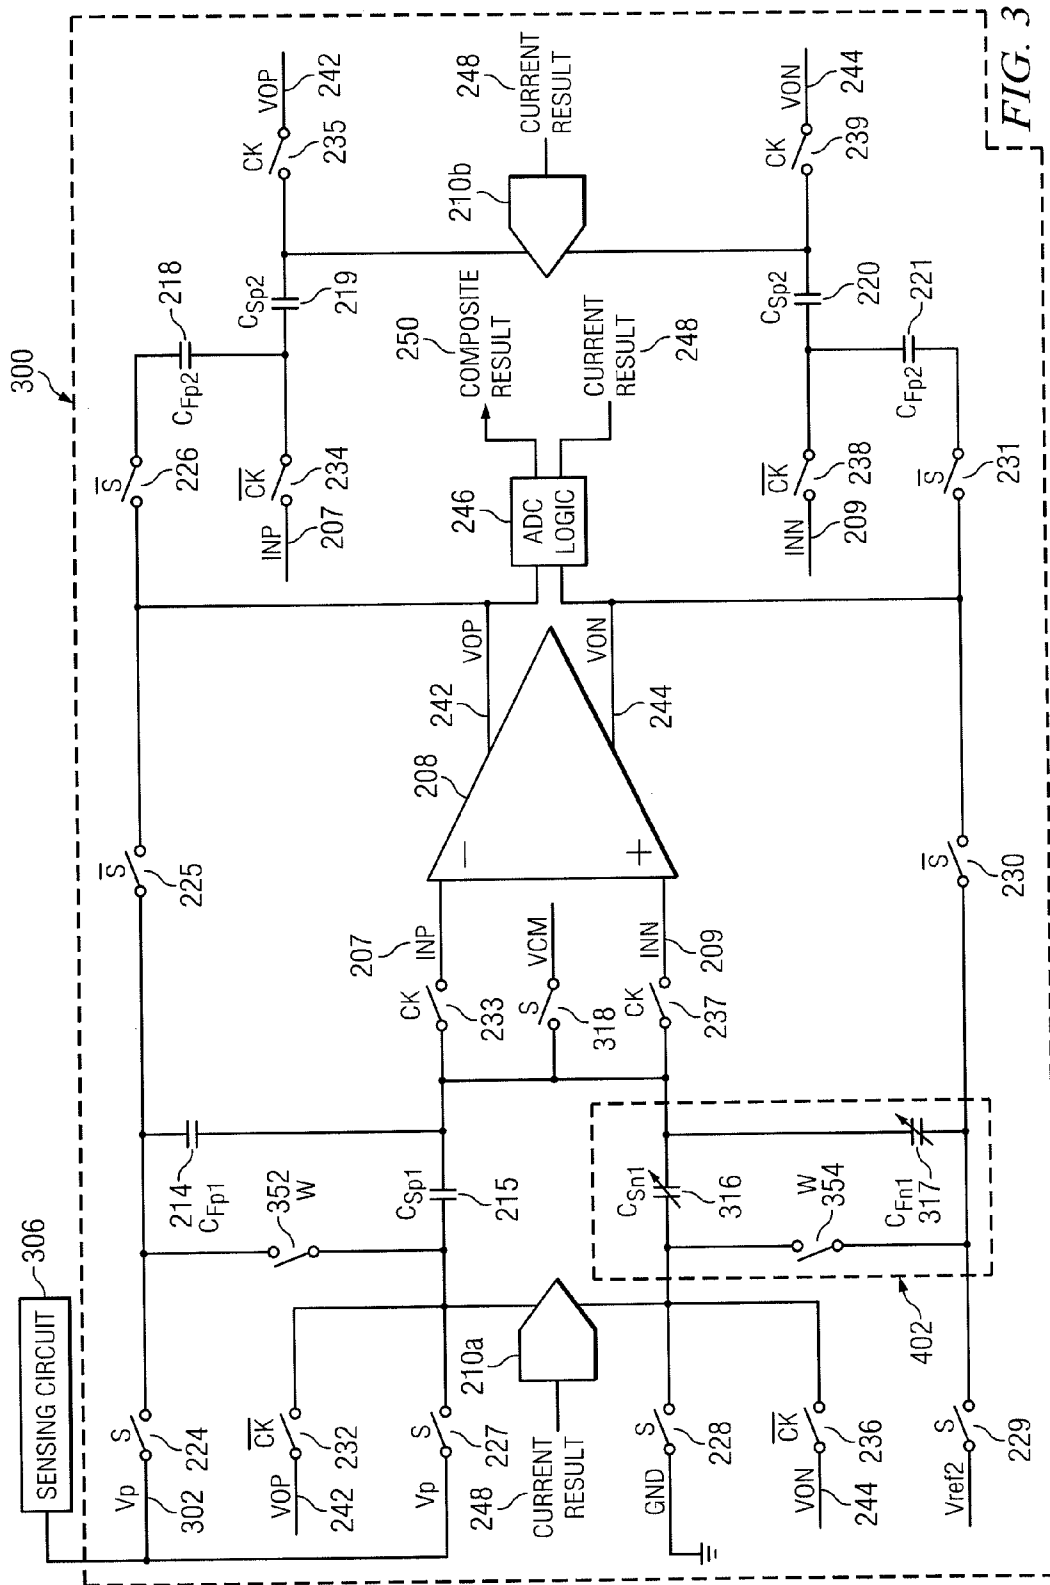 300
306
SENSING CIRCUIT
Vp
302
S
224
214
CFp1
S̅
225
S̅
226
CFp2
218
352
W
C̅K̅
232
VOP
242
C̅K̅
234
INP
207
CSp2
219
CK
235
VOP
242
Vp
S
227
CSp1
215
CK
233
207
INP
208
−
+
242
VOP
246
ADC
LOGIC
250
COMPOSITE
RESULT
CURRENT
RESULT
248
210a
248
CURRENT
RESULT
S
318
VCM
210b
248
CURRENT
RESULT
GND
S
228
CSn1
316
CK
237
INN
209
VON
244
C̅K̅
236
VON
244
W
354
CFn1
317
402
C̅K̅
238
INN
209
CSp2
220
CK
239
VON
244
Vref2
S
229
S̅
230
S̅
231
CFp2
221
FIG. 3